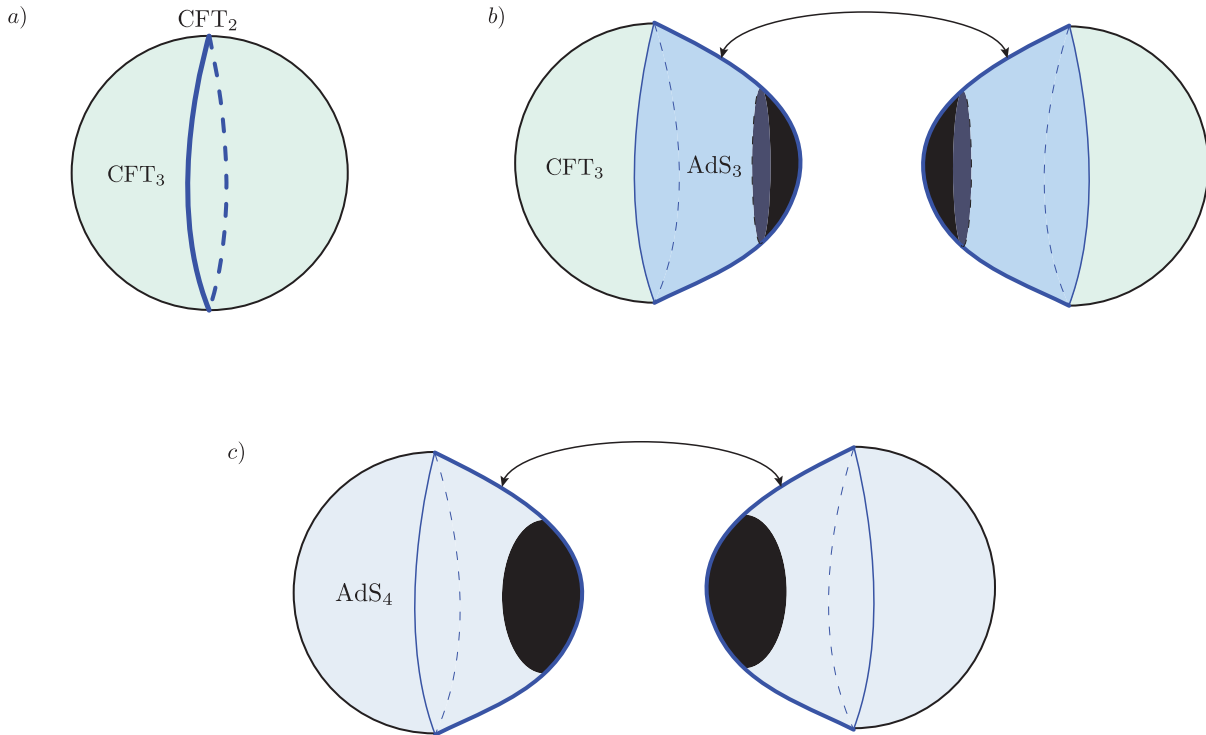 a)
CFT₂
CFT₃
b)
CFT₃
AdS₃
c)
AdS₄